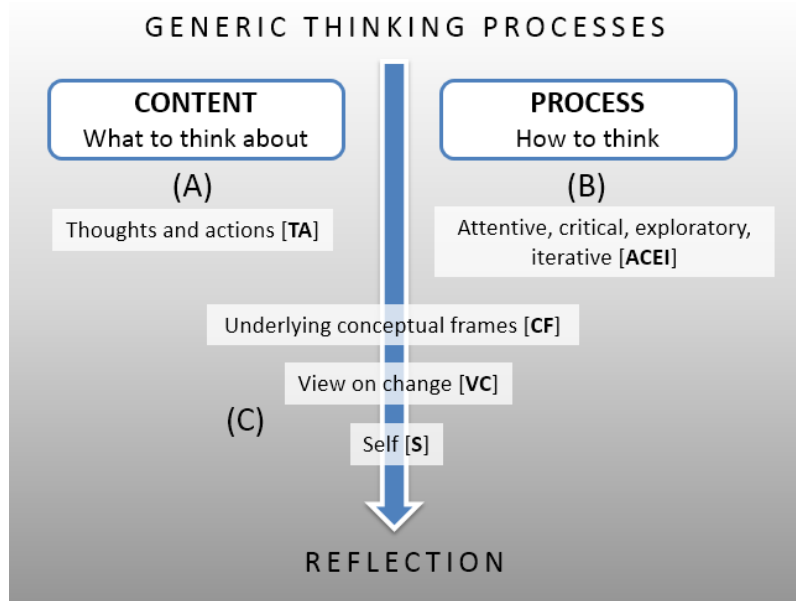 GENERIC THINKING PROCESSES
CONTENT
What to think about
PROCESS
How to think
(A)
(B)
Thoughts and actions [TA]
Attentive, critical, exploratory,
iterative [ACEI]
Underlying conceptual frames [CF]
View on change [VC]
(C)
Self [S]
REFLECTION